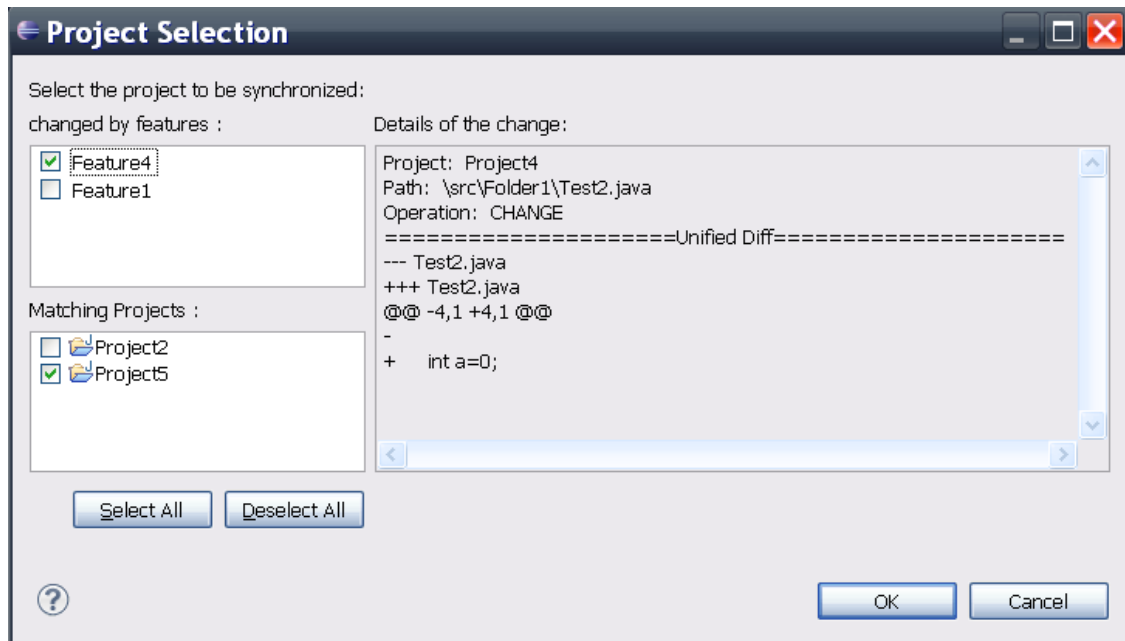 Project Selection
Select the project to be synchronized:
changed by features :
Feature4
Feature1
Matching Projects :
Project2
Project5
Select All
Deselect All
Details of the change:
Project:  Project4
Path:  \src\Folder1\Test2.java
Operation:  CHANGE
=====================Unified Diff=====================
--- Test2.java
+++ Test2.java
@@ -4,1 +4,1 @@
-
+     int a=0;
?
OK
Cancel